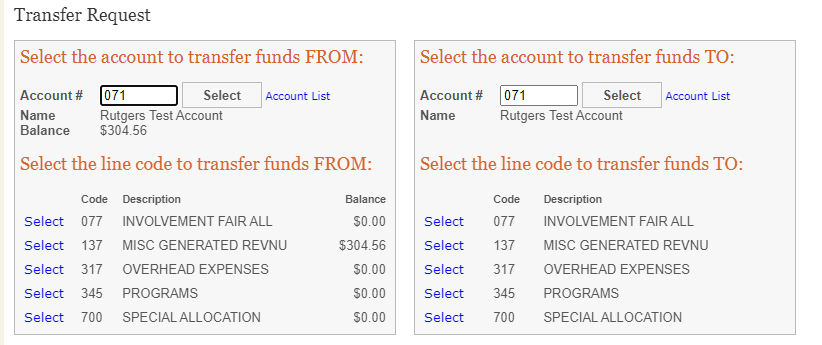 Transfer Request
Select the account to transfer funds FROM:
Account # 071 Select Account List
Name Rutgers Test Account
Balance $304.56
Select the line code to transfer funds FROM:
Code Description Balance
Select 077 INVOLVEMENT FAIR ALL $0.00
Select 137 MISC GENERATED REVNU $304.56
Select 317 OVERHEAD EXPENSES $0.00
Select 345 PROGRAMS $0.00
Select 700 SPECIAL ALLOCATION $0.00
Select the account to transfer funds TO:
Account # 071 Select Account List
Name Rutgers Test Account
Select the line code to transfer funds TO:
Code Description
Select 077 INVOLVEMENT FAIR ALL
Select 137 MISC GENERATED REVNU
Select 317 OVERHEAD EXPENSES
Select 345 PROGRAMS
Select 700 SPECIAL ALLOCATION